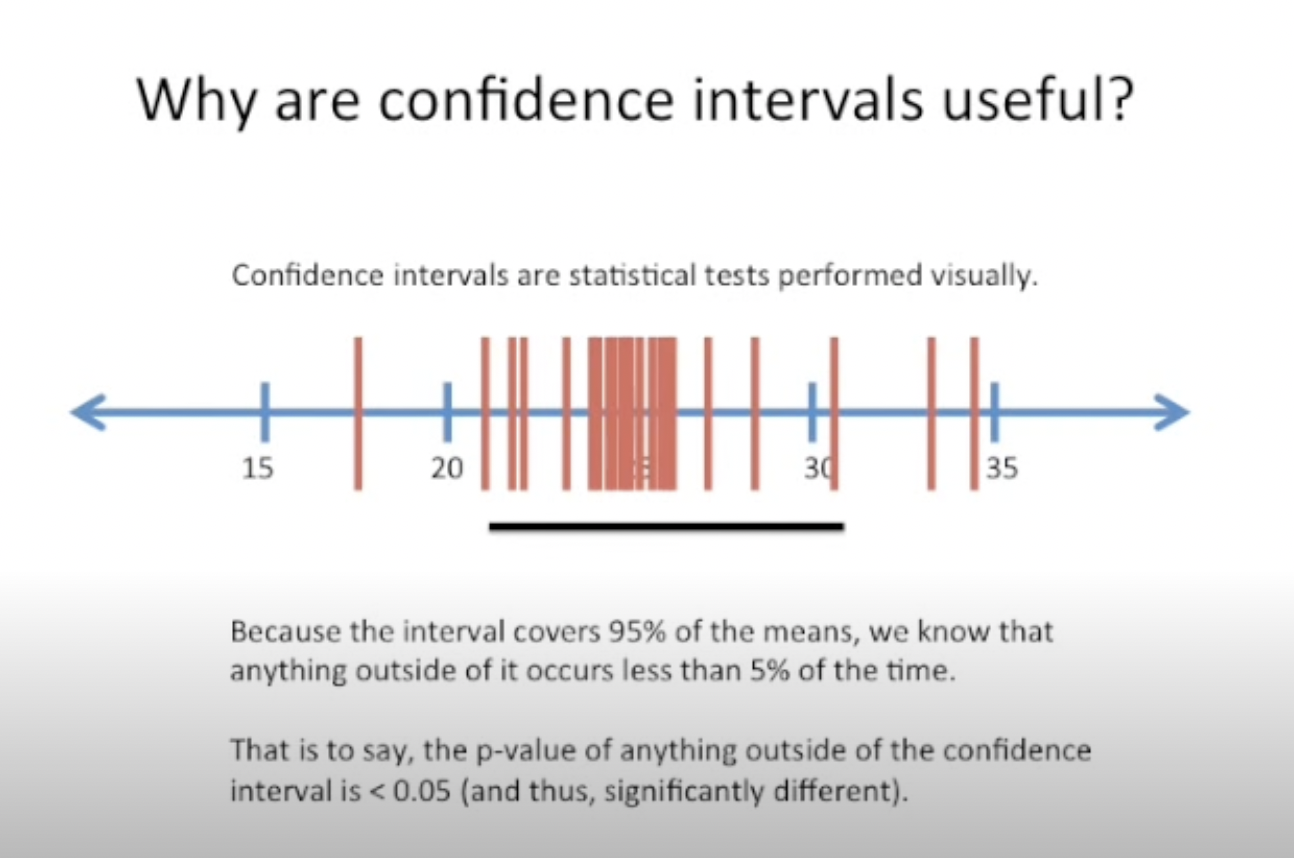 Why are confidence intervals useful?
Confidence intervals are statistical tests performed visually.
15 20 30 35
Because the interval covers 95% of the means, we know that
anything outside of it occurs less than 5% of the time.
That is to say, the p-value of anything outside of the confidence
interval is < 0.05 (and thus, significantly different).